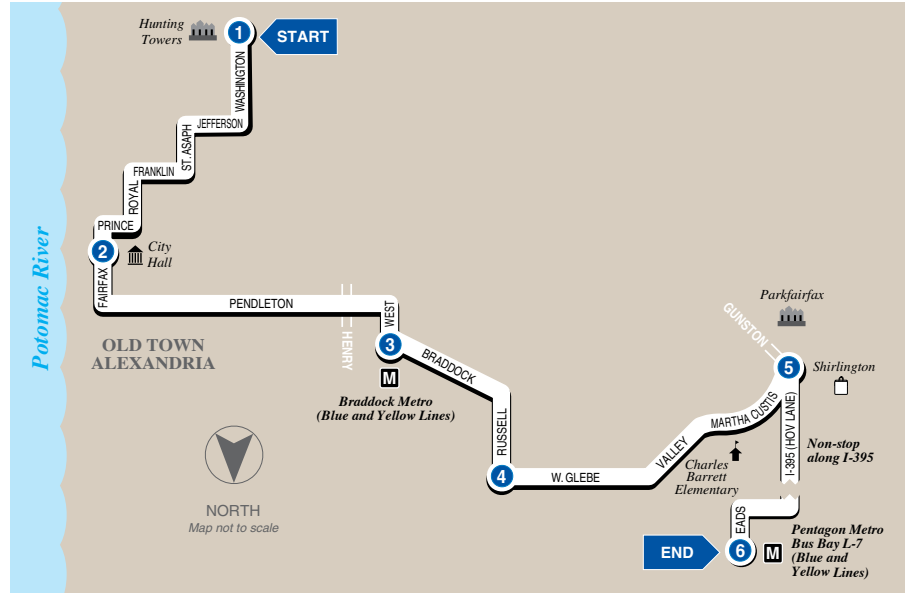 Hunting
Towers
1
START
WASHINGTON
JEFFERSON
ST. ASAPH
FRANKLIN
ROYAL
PRINCE
2
City
Hall
FAIRFAX
Potomac River
PENDLETON
HENRY
WEST
OLD TOWN
ALEXANDRIA
3
M
Braddock Metro
(Blue and Yellow Lines)
BRADDOCK
RUSSELL
4
W. GLEBE
VALLEY
MARTHA CUSTIS
Charles
Barrett
Elementary
GUNSTON
Parkfairfax
5
Shirlington
I-395 (HOV LANE)
Non-stop
along I-395
EADS
END
6
M
Pentagon Metro
Bus Bay L-7
(Blue and
Yellow Lines)
NORTH
Map not to scale